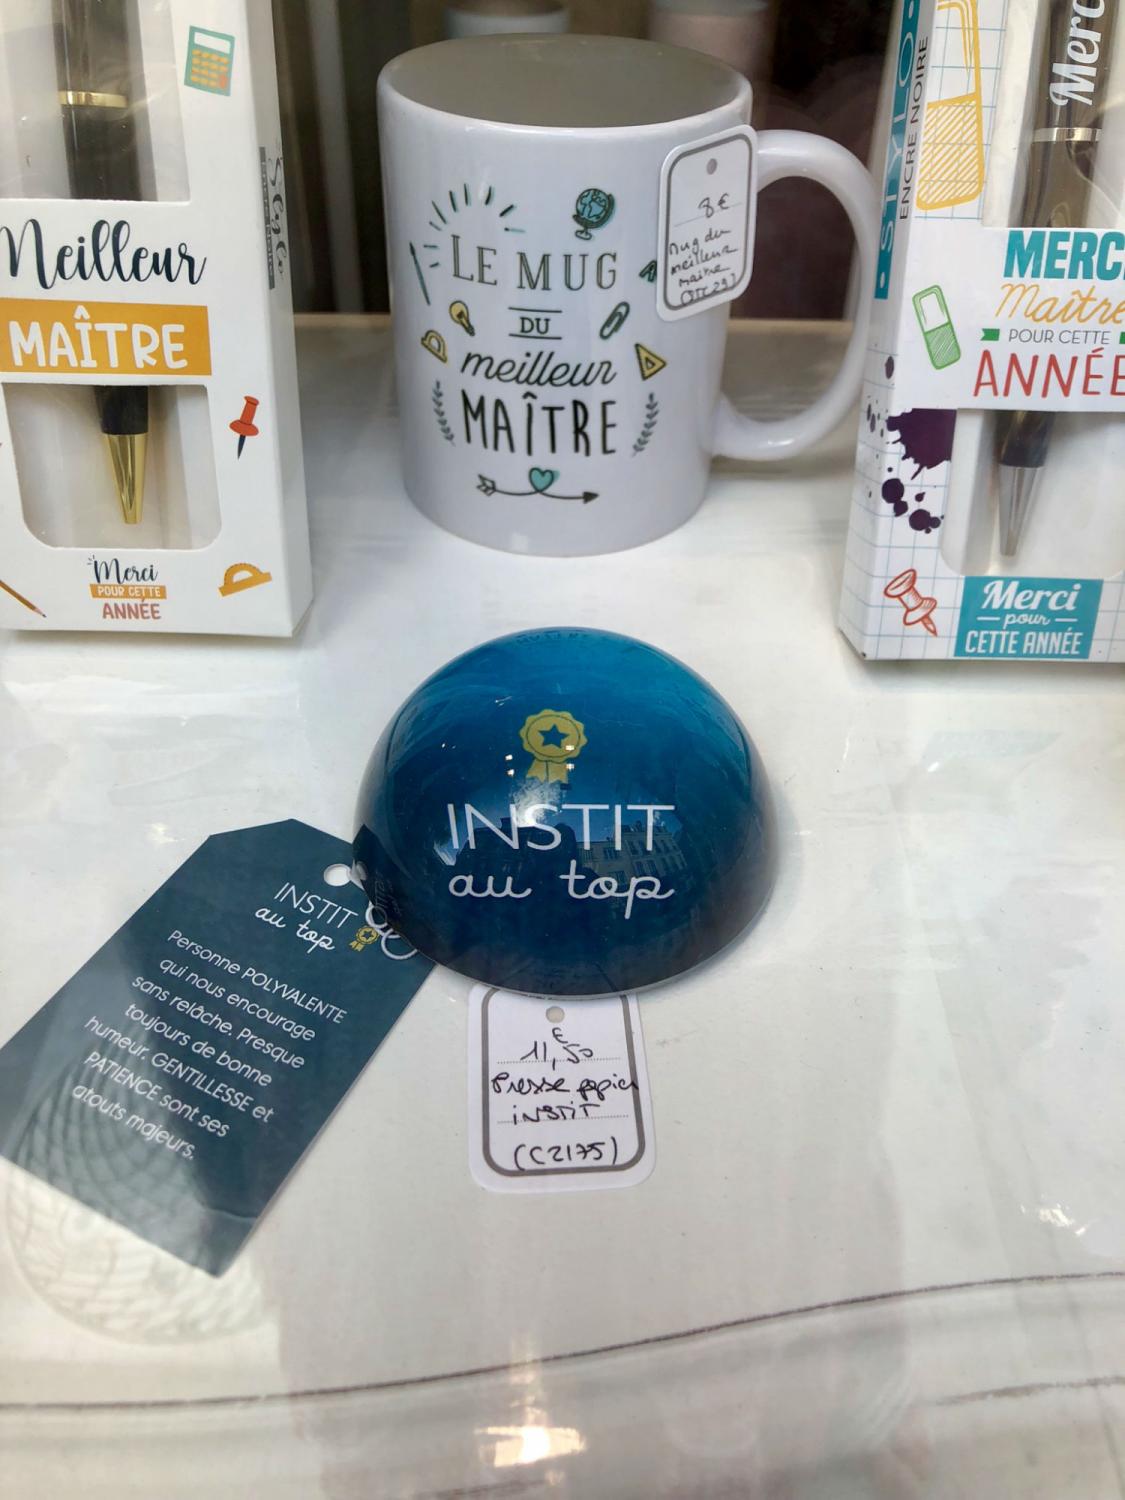 Meilleur
MAÎTRE
Merci
POUR CETTE
ANNÉE
LE MUG
DU
meilleur
MAÎTRE
8€
Mug du
meilleur
maître
STYLO
ENCRE NOIRE
Merc
MERCI
Maître
POUR CETTE
ANNÉE
Merci
pour
CETTE ANNÉE
INSTIT
au top
INSTIT
au top
Personne POLYVALENTE
qui nous encourage
sans relâche. Presque
toujours de bonne
humeur. GENTILLESSE et
PATIENCE sont ses
atouts majeurs.
€
11,50
Presse papier
INSTIT
(C2175)